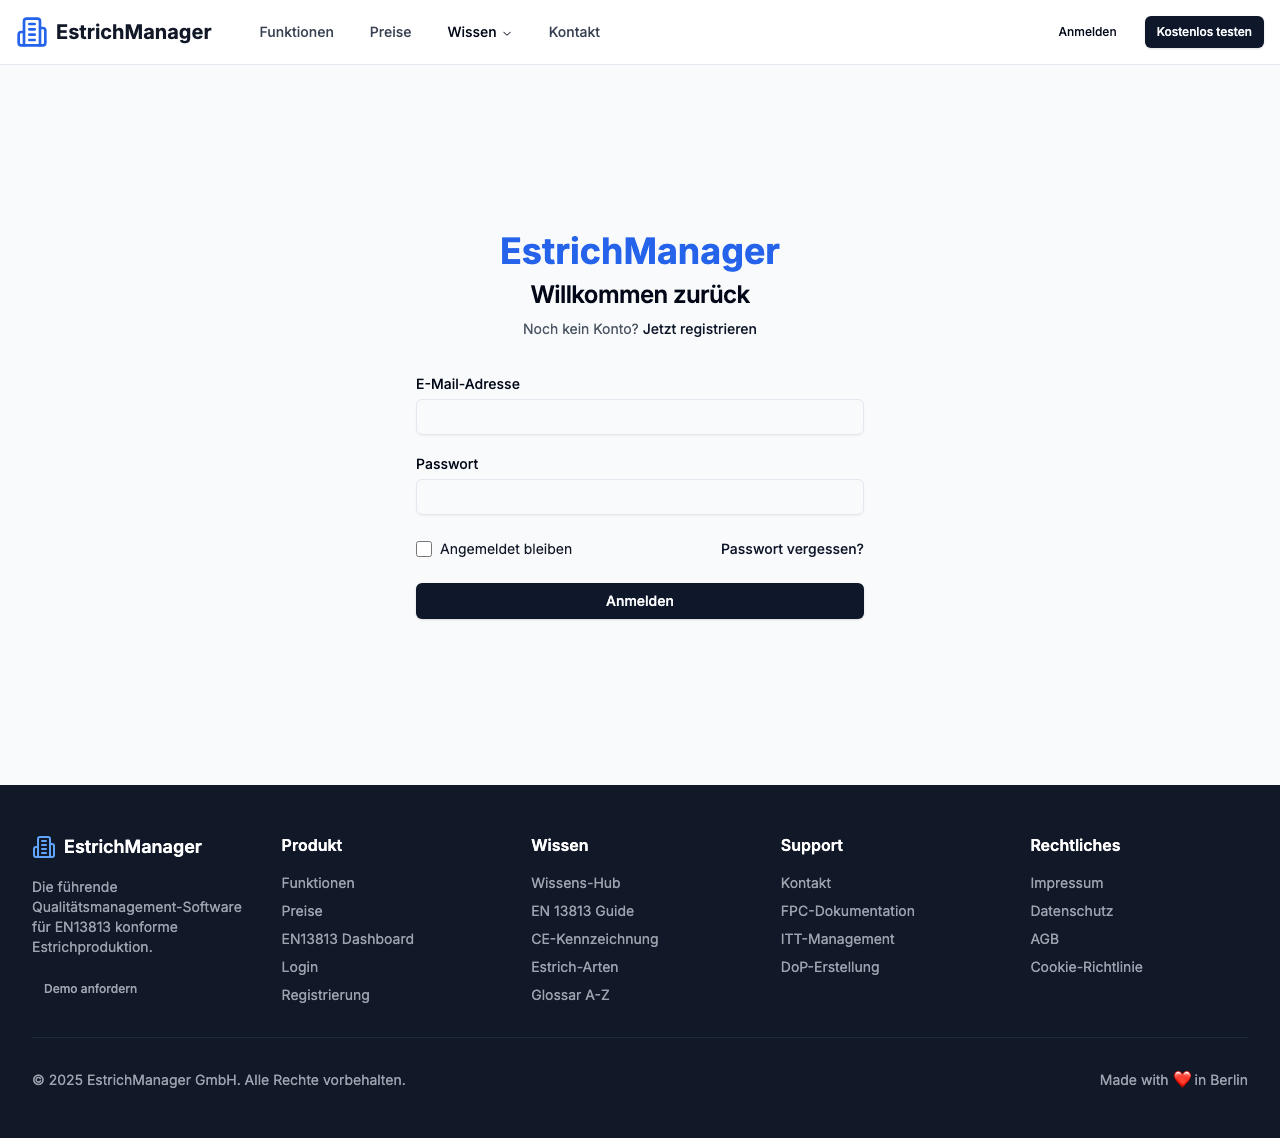 EstrichManager
Funktionen
Preise
Wissen
Kontakt
Anmelden
Kostenlos testen
EstrichManager
Willkommen zurück
Noch kein Konto? Jetzt registrieren
E-Mail-Adresse
Passwort
Angemeldet bleiben
Passwort vergessen?
Anmelden
EstrichManager
Die führende
Qualitätsmanagement-Software
für EN13813 konforme
Estrichproduktion.
Demo anfordern
Produkt
Funktionen
Preise
EN13813 Dashboard
Login
Registrierung
Wissen
Wissens-Hub
EN 13813 Guide
CE-Kennzeichnung
Estrich-Arten
Glossar A-Z
Support
Kontakt
FPC-Dokumentation
ITT-Management
DoP-Erstellung
Rechtliches
Impressum
Datenschutz
AGB
Cookie-Richtlinie
© 2025 EstrichManager GmbH. Alle Rechte vorbehalten.
Made with ❤️ in Berlin